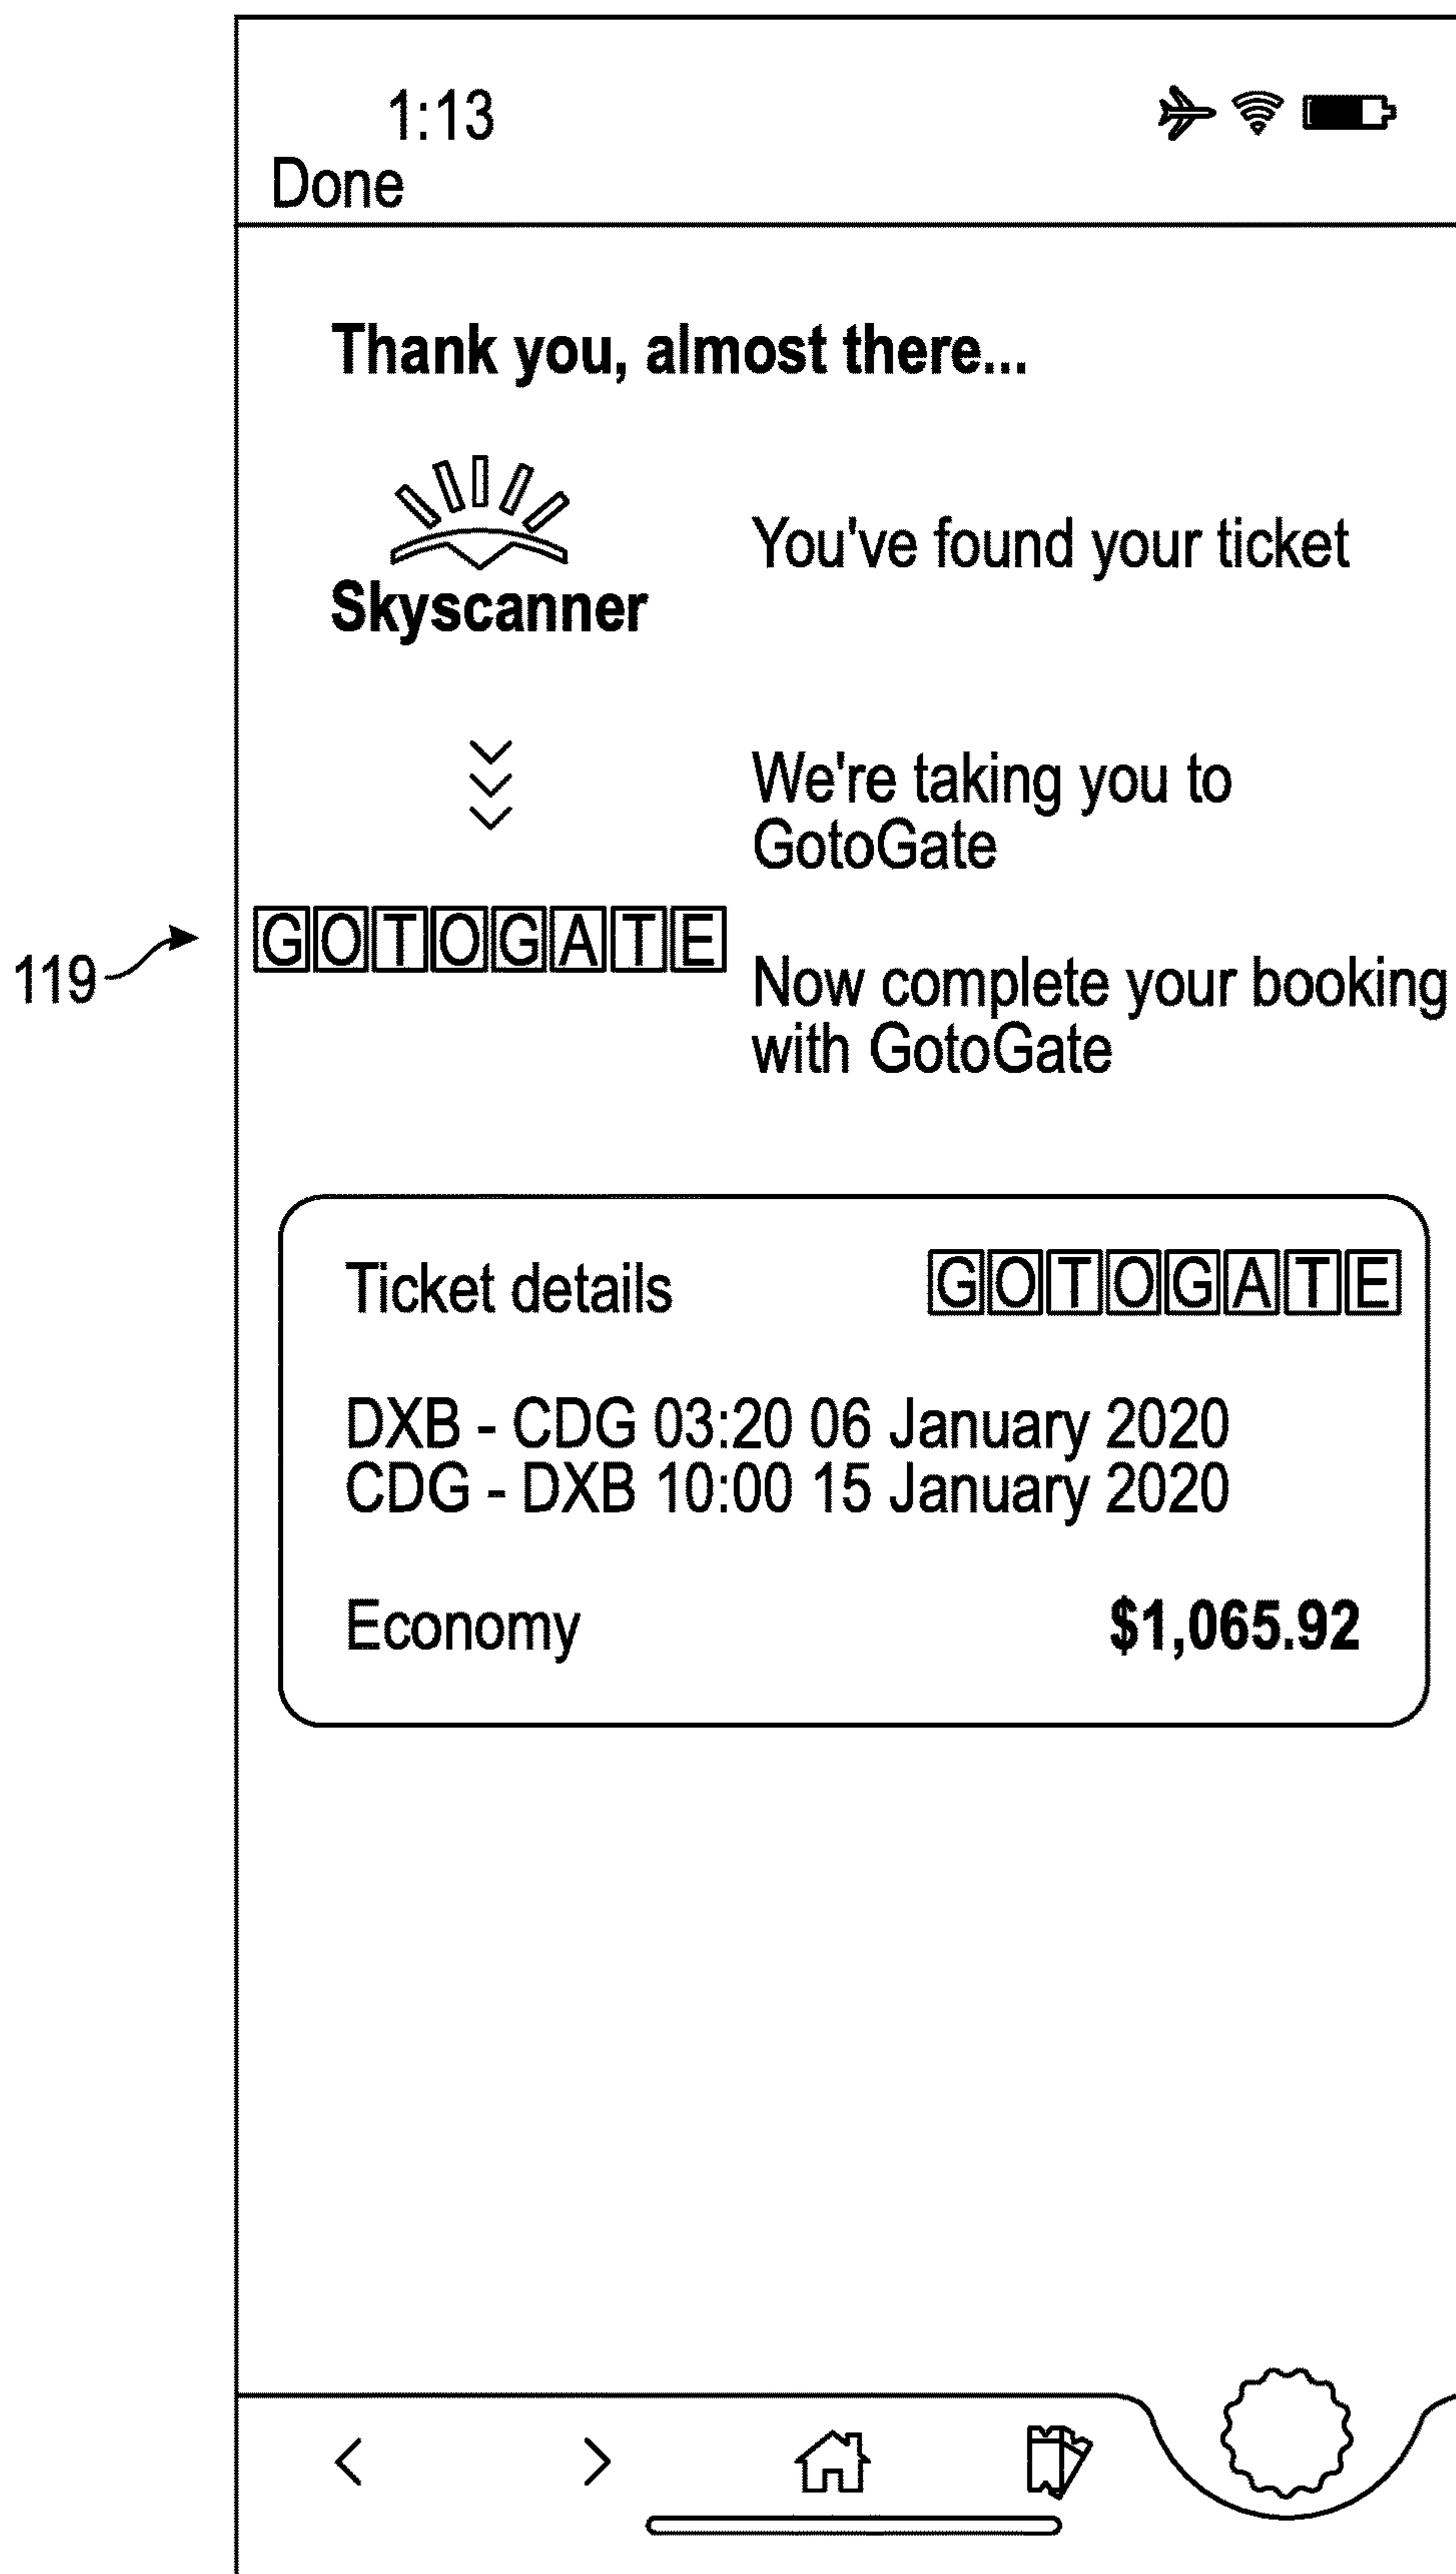 1:13
Done
Thank you, almost there...
Skyscanner
You've found your ticket
We're taking you to
GotoGate
GOTOGATE
119
Now complete your booking
with GotoGate
Ticket details
GOTOGATE
DXB - CDG 03:20 06 January 2020
CDG - DXB 10:00 15 January 2020
Economy
$1,065.92